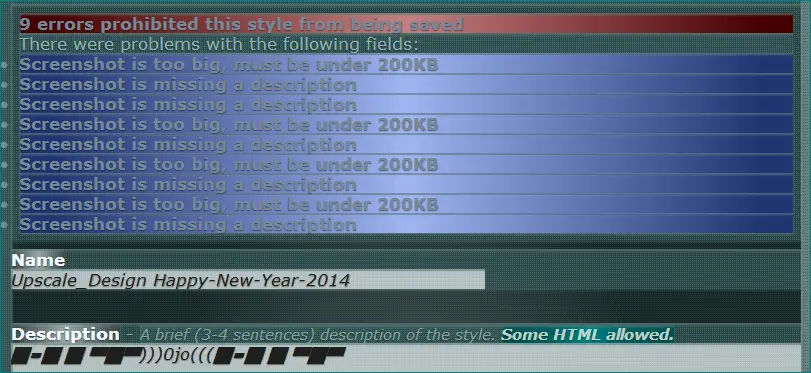 9 errors prohibited this style from being saved
There were problems with the following fields:
Screenshot is too big, must be under 200KB
Screenshot is missing a description
Screenshot is missing a description
Screenshot is too big, must be under 200KB
Screenshot is missing a description
Screenshot is too big, must be under 200KB
Screenshot is missing a description
Screenshot is too big, must be under 200KB
Screenshot is missing a description
Name
Upscale_Design Happy-New-Year-2014
Description - A brief (3-4 sentences) description of the style. Some HTML allowed.
)))0jo(((